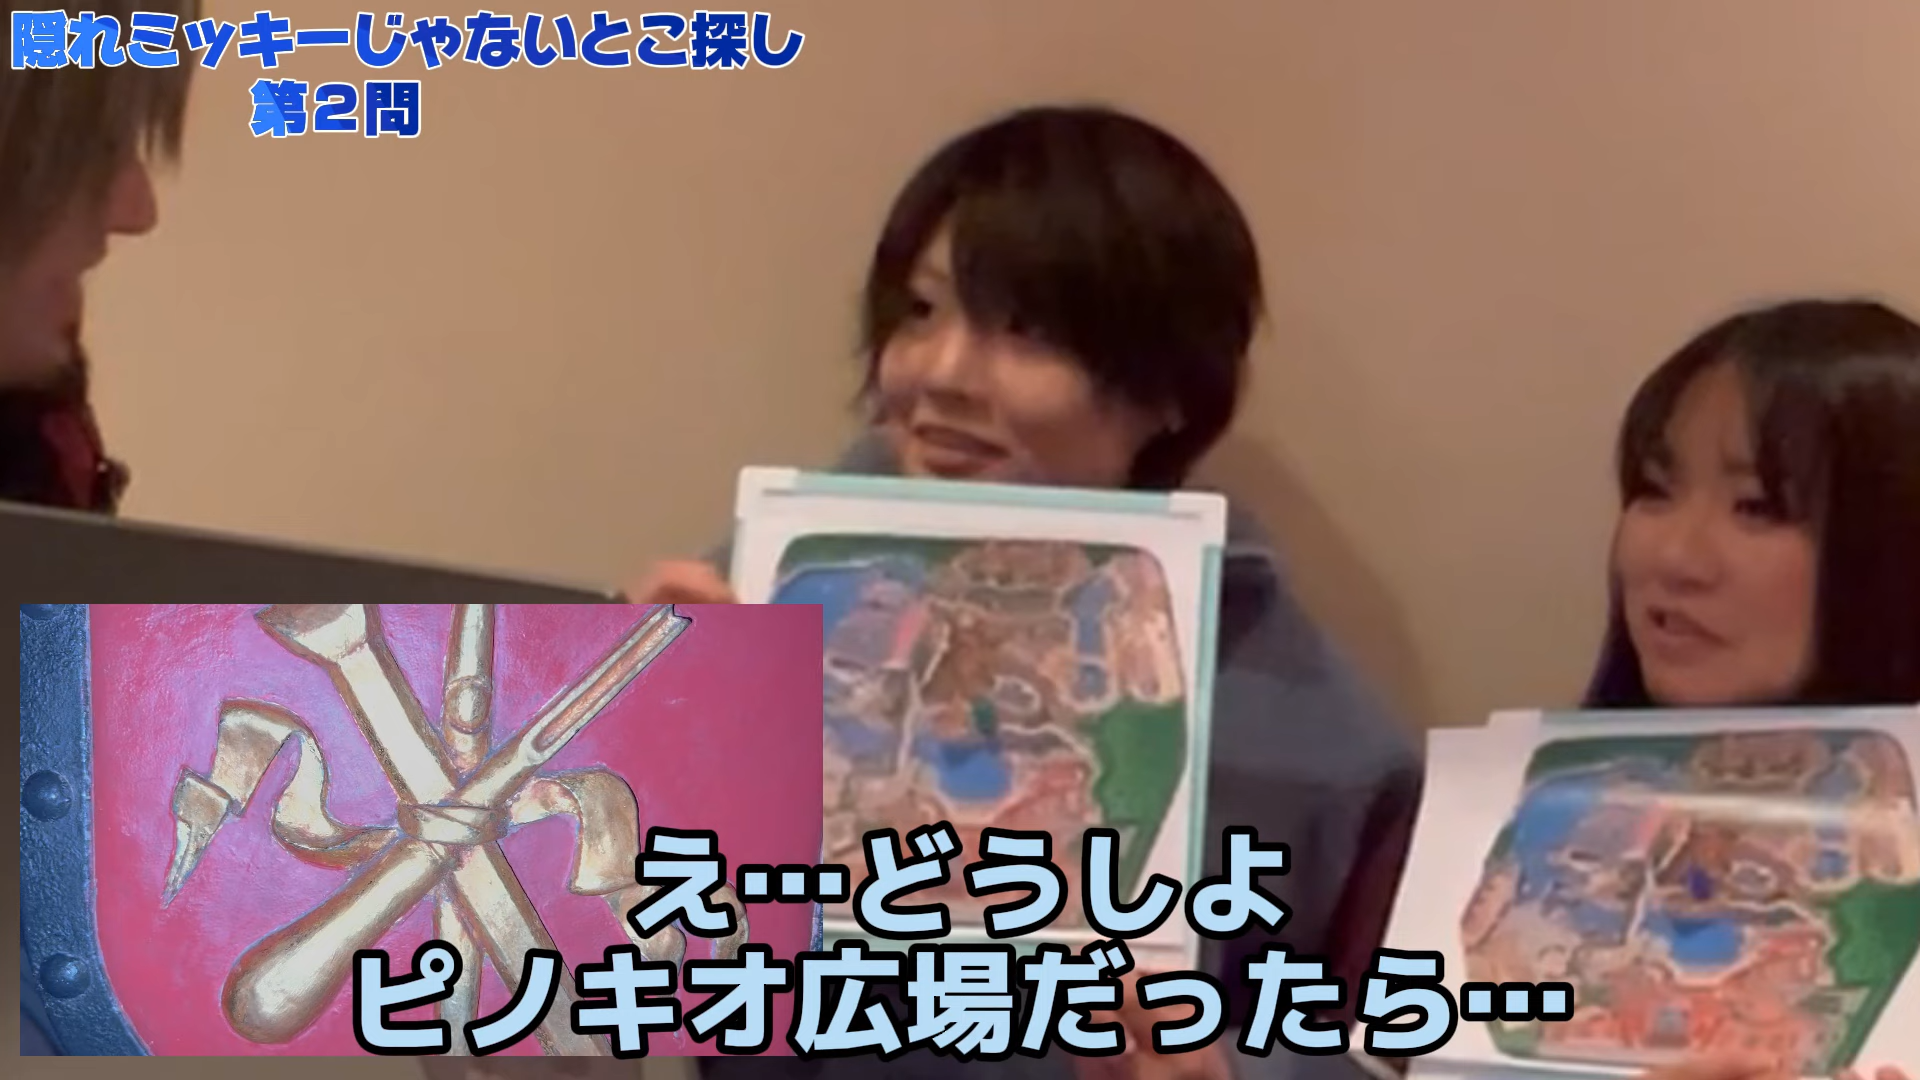 隠れミッキーじゃないとこ探し
第2問
え…どうしよ
ピノキオ広場だったら…